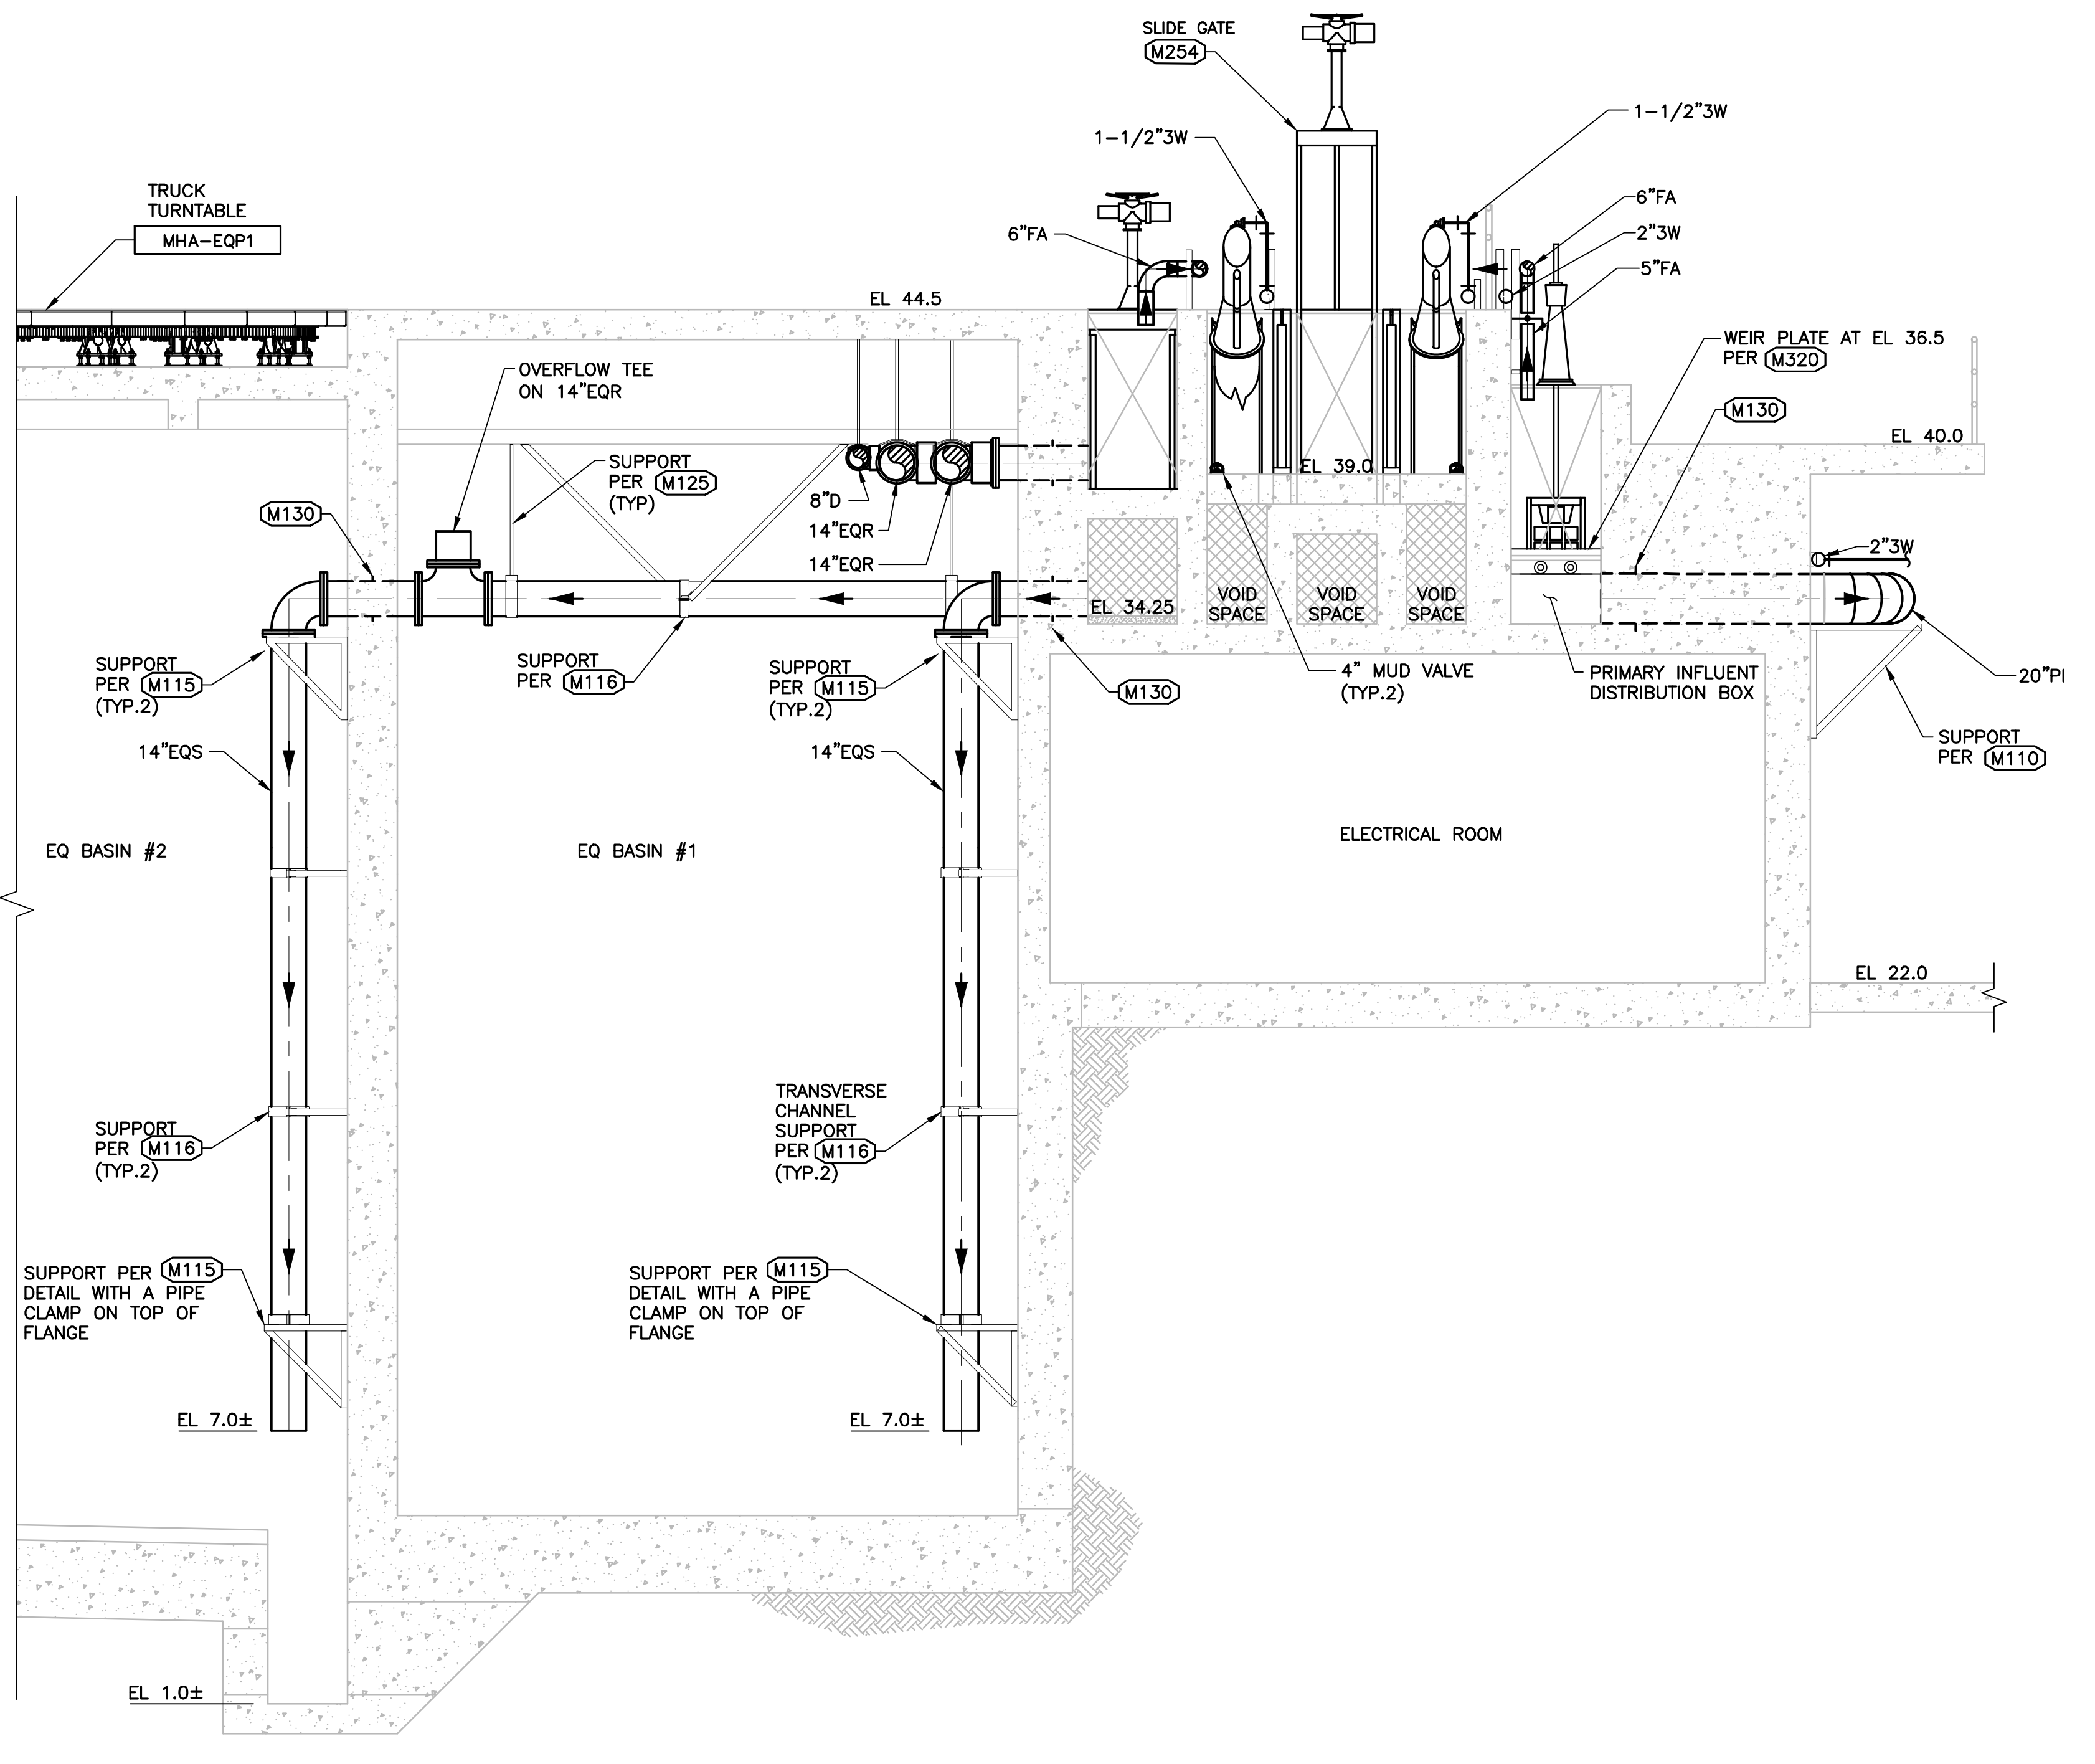 SLIDE GATE
M254
1-1/2"3W
1-1/2"3W
TRUCK
TURNTABLE
MHA-EQP1
6"FA
6"FA
2"3W
5"FA
EL 44.5
WEIR PLATE AT EL 36.5
PER M320
OVERFLOW TEE
ON 14"EQR
M130
EL 40.0
SUPPORT
PER M125
(TYP)
EL 39.0
8"D
M130
14"EQR
14"EQR
2"3W
VOID
SPACE
VOID
SPACE
VOID
SPACE
EL 34.25
SUPPORT
PER M115
(TYP.2)
SUPPORT
PER M116
SUPPORT
PER M115
(TYP.2)
M130
4" MUD VALVE
(TYP.2)
PRIMARY INFLUENT
DISTRIBUTION BOX
20"PI
14"EQS
14"EQS
SUPPORT
PER M110
EQ BASIN #2
EQ BASIN #1
ELECTRICAL ROOM
EL 22.0
SUPPORT
PER M116
(TYP.2)
TRANSVERSE
CHANNEL
SUPPORT
PER M116
(TYP.2)
SUPPORT PER M115
DETAIL WITH A PIPE
CLAMP ON TOP OF
FLANGE
SUPPORT PER M115
DETAIL WITH A PIPE
CLAMP ON TOP OF
FLANGE
EL 7.0±
EL 7.0±
EL 1.0±